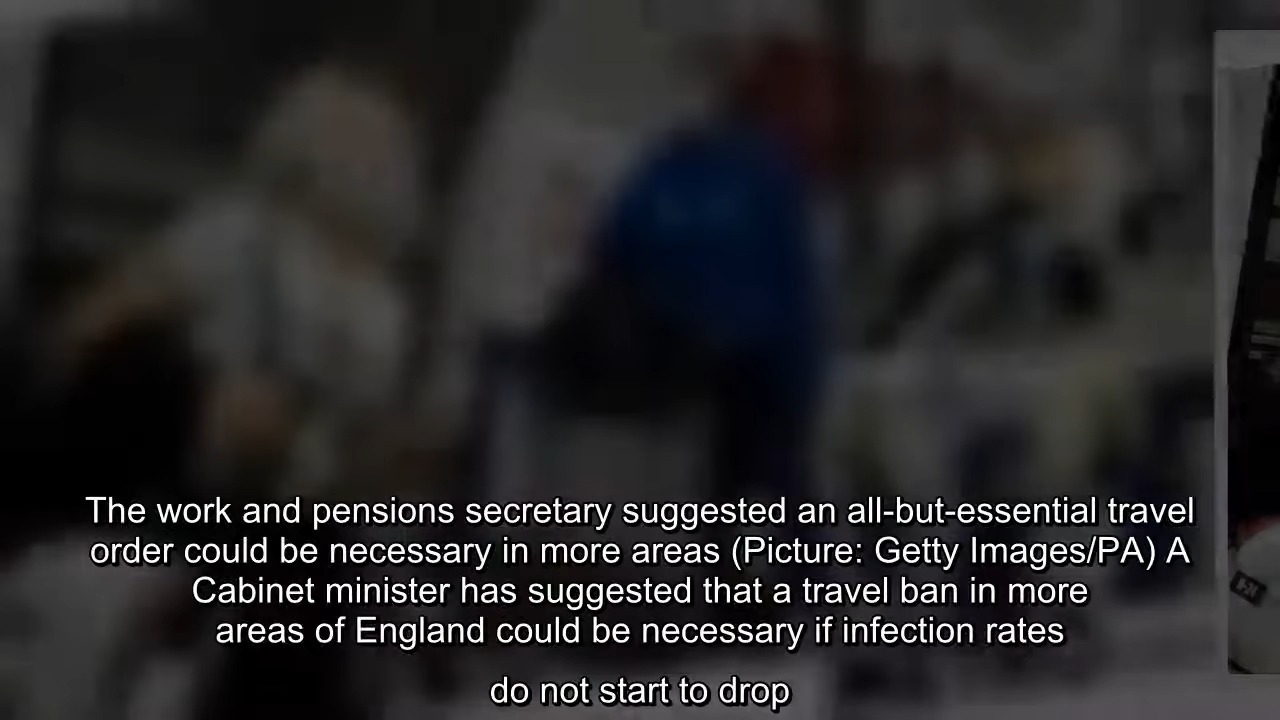 The work and pensions secretary suggested an all-but-essential travel
order could be necessary in more areas (Picture: Getty Images/PA) A
Cabinet minister has suggested that a travel ban in more
areas of England could be necessary if infection rates
do not start to drop